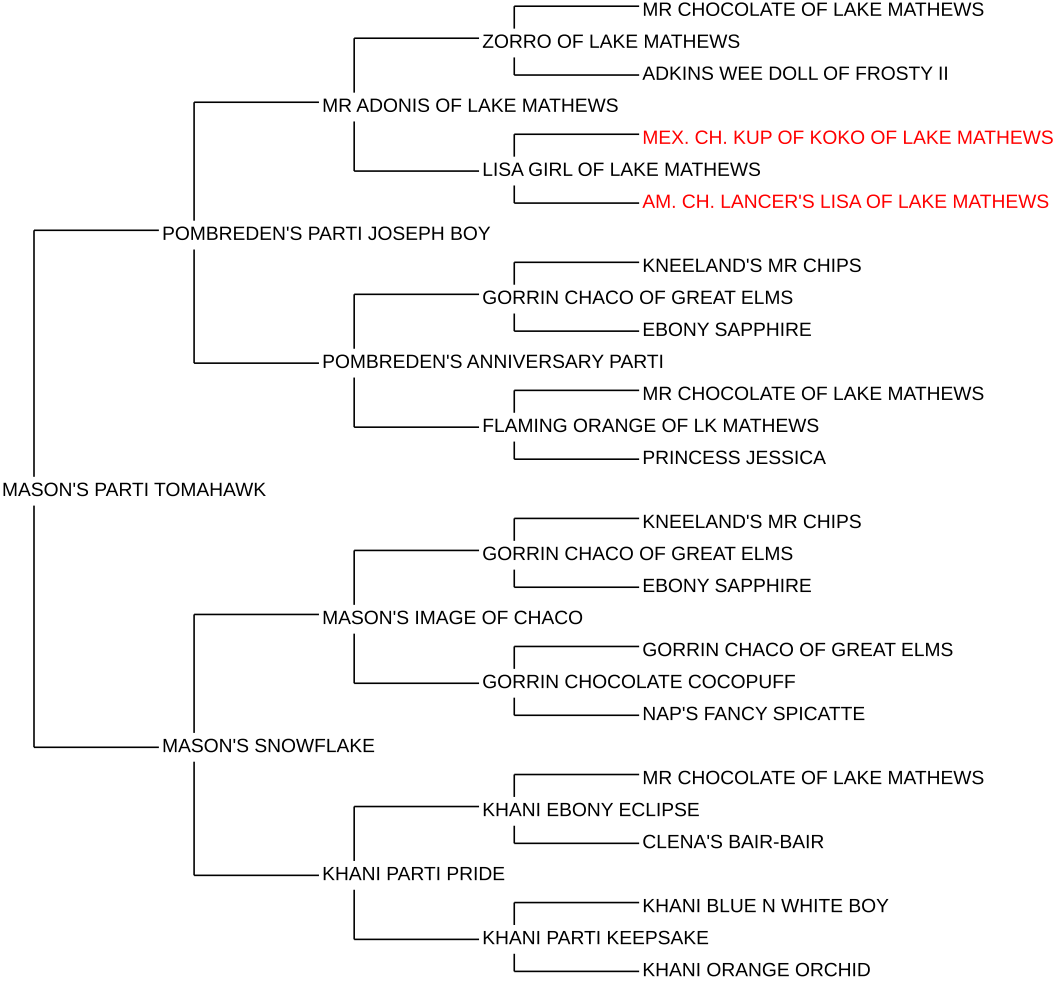 MR CHOCOLATE OF LAKE MATHEWS
ZORRO OF LAKE MATHEWS
ADKINS WEE DOLL OF FROSTY II
MR ADONIS OF LAKE MATHEWS
MEX. CH. KUP OF KOKO OF LAKE MATHEWS
LISA GIRL OF LAKE MATHEWS
AM. CH. LANCER'S LISA OF LAKE MATHEWS
POMBREDEN'S PARTI JOSEPH BOY
KNEELAND'S MR CHIPS
GORRIN CHACO OF GREAT ELMS
EBONY SAPPHIRE
POMBREDEN'S ANNIVERSARY PARTI
MR CHOCOLATE OF LAKE MATHEWS
FLAMING ORANGE OF LK MATHEWS
PRINCESS JESSICA
MASON'S PARTI TOMAHAWK
KNEELAND'S MR CHIPS
GORRIN CHACO OF GREAT ELMS
EBONY SAPPHIRE
MASON'S IMAGE OF CHACO
GORRIN CHACO OF GREAT ELMS
GORRIN CHOCOLATE COCOPUFF
NAP'S FANCY SPICATTE
MASON'S SNOWFLAKE
MR CHOCOLATE OF LAKE MATHEWS
KHANI EBONY ECLIPSE
CLENA'S BAIR-BAIR
KHANI PARTI PRIDE
KHANI BLUE N WHITE BOY
KHANI PARTI KEEPSAKE
KHANI ORANGE ORCHID